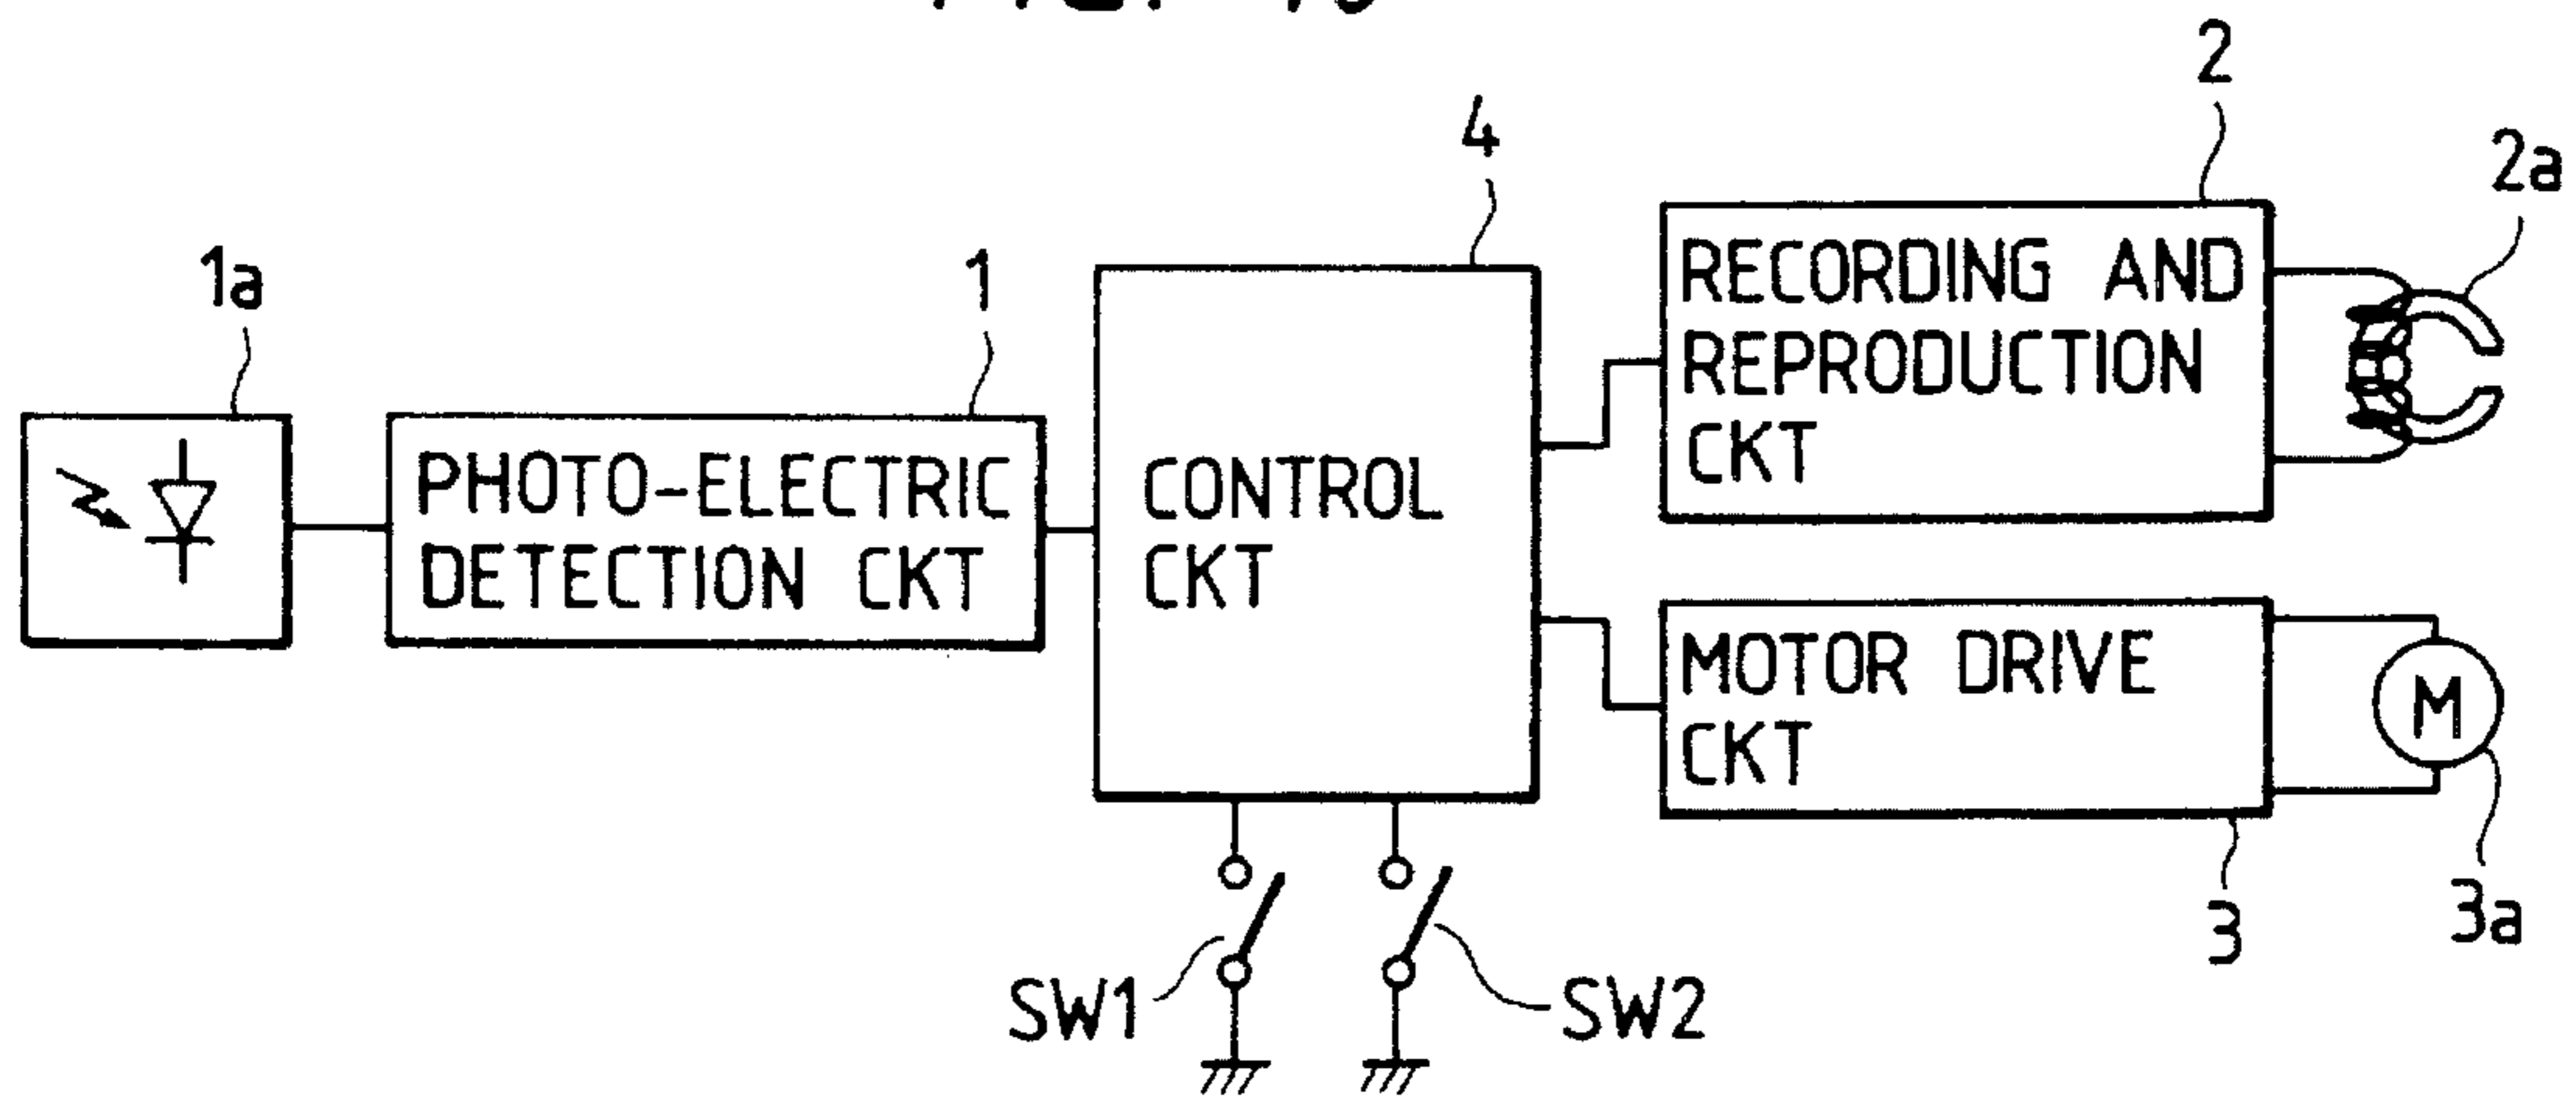 2
4
2a
1a
1
RECORDING AND
REPRODUCTION
CKT
PHOTO-ELECTRIC
DETECTION CKT
CONTROL
CKT
MOTOR DRIVE
CKT
M
3
3a
SW1
SW2